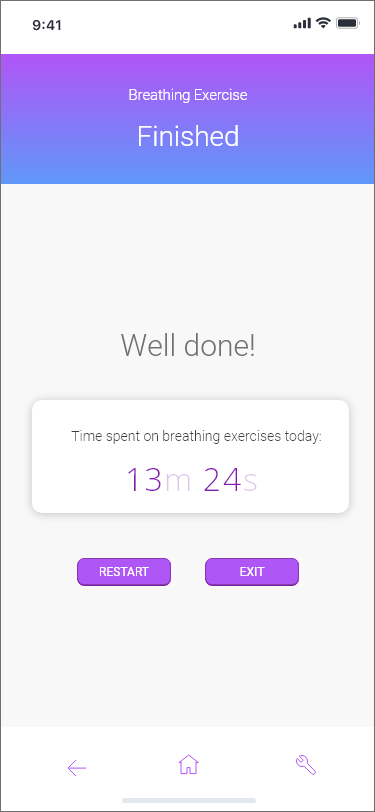 9:41
Breathing Exercise
Finished
Well done!
Time spent on breathing exercises today:
13m 24s
RESTART EXIT